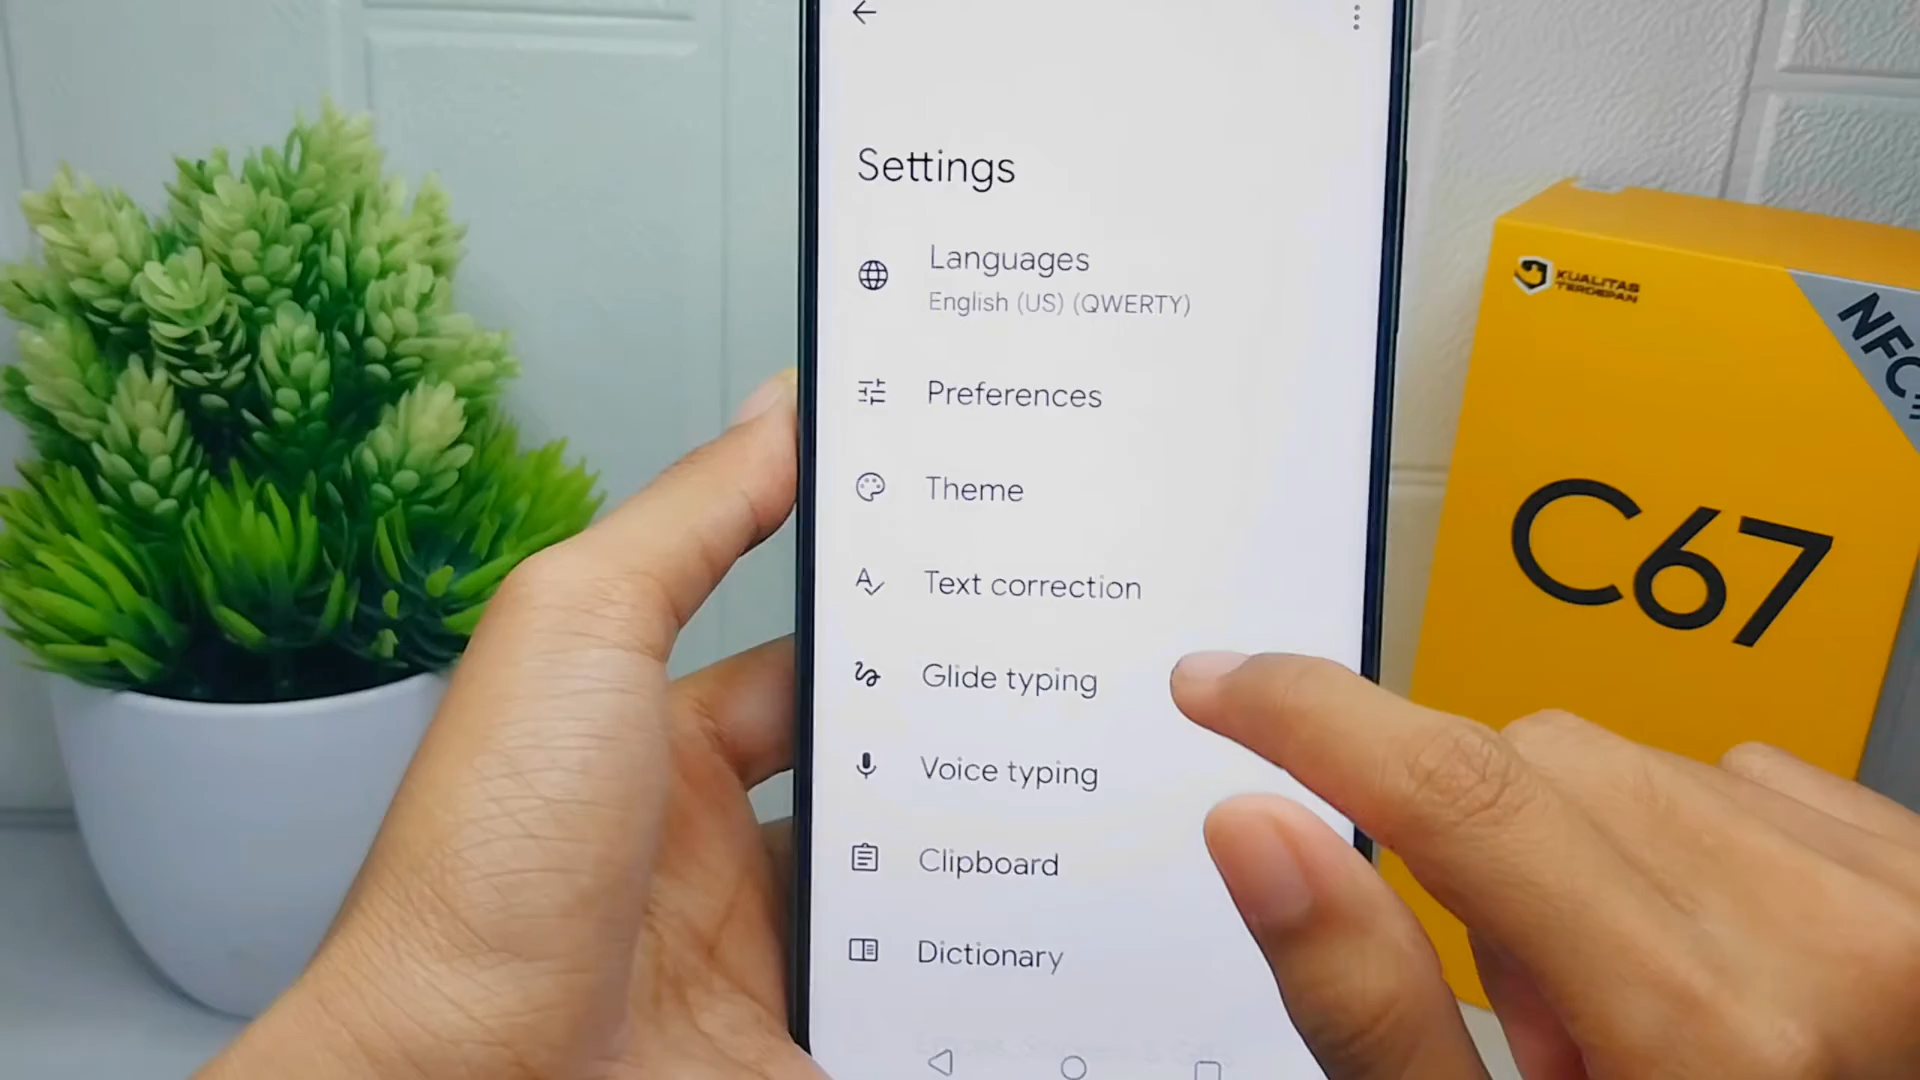 Settings
Languages
English (US) (QWERTY)
Preferences
Theme
Text correction
Glide typing
Voice typing
Clipboard
Dictionary
KUALITAS
TERDEPAN
NFC
C67